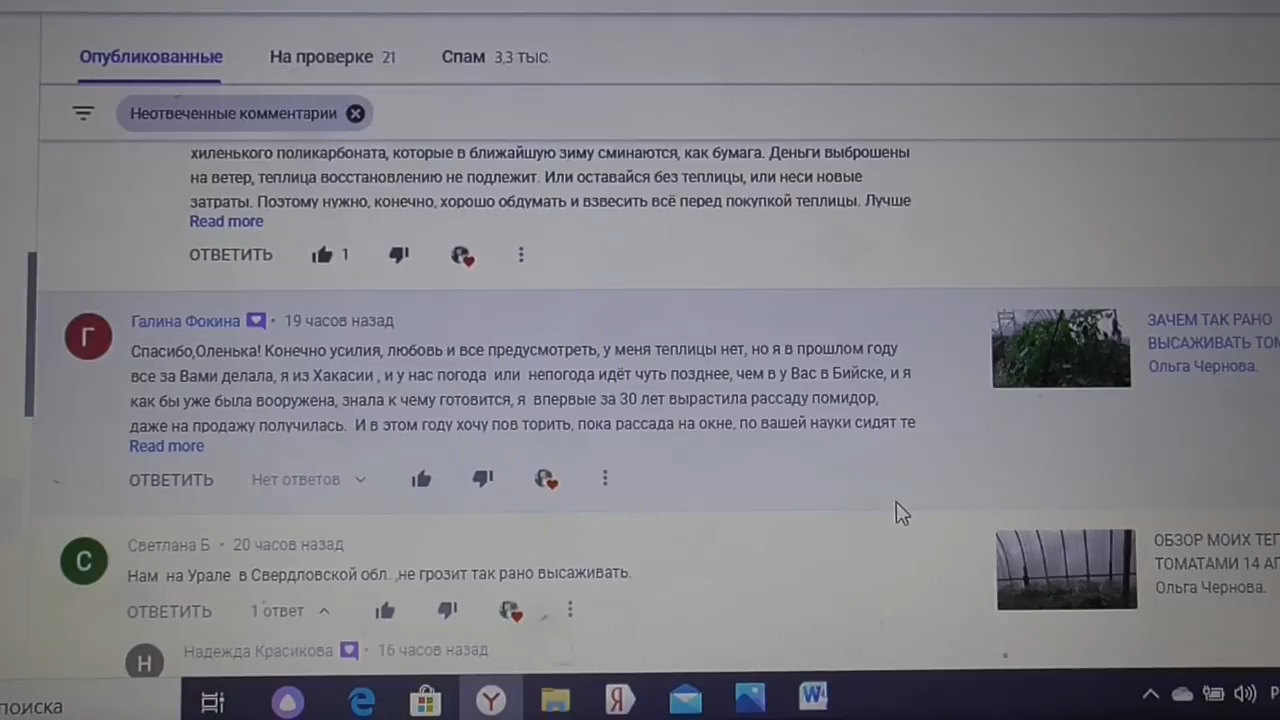 Опубликованные На проверке 21 Спам 3,3 тыс.
Неотвеченные комментарии
хиленького поликарбоната, которые в ближайшую зиму сминаются, как бумага. Деньги выброшены
на ветер, теплица восстановлению не подлежит. Или оставайся без теплицы, или неси новые
затраты. Поэтому нужно, конечно, хорошо обдумать и взвесить всё перед покупкой теплицы. Лучше
Read more
ОТВЕТИТЬ 1
Г
Галина Фокина · 19 часов назад
Спасибо,Оленька! Конечно усилия, любовь и все предусмотреть, у меня теплицы нет, но я в прошлом году
все за Вами делала, я из Хакасии , и у нас погода или непогода идёт чуть позднее, чем в у Вас в Бийске, и я
как бы уже была вооружена, знала к чему готовится, я впервые за 30 лет вырастила рассаду помидор,
даже на продажу получилась. И в этом году хочу пов торить, пока рассада на окне, по вашей науки сидят те
Read more
ОТВЕТИТЬ Нет ответов
ЗАЧЕМ ТАК РАНО
ВЫСАЖИВАТЬ ТОМ
Ольга Чернова.
С
Светлана Б · 20 часов назад
Нам на Урале в Свердловской обл. ,не грозит так рано высаживать.
ОТВЕТИТЬ 1 ответ
ОБЗОР МОИХ ТЕП
ТОМАТАМИ 14 АП
Ольга Чернова.
Н
Надежда Красикова · 16 часов назад
поиска
Y
Я
W
Р